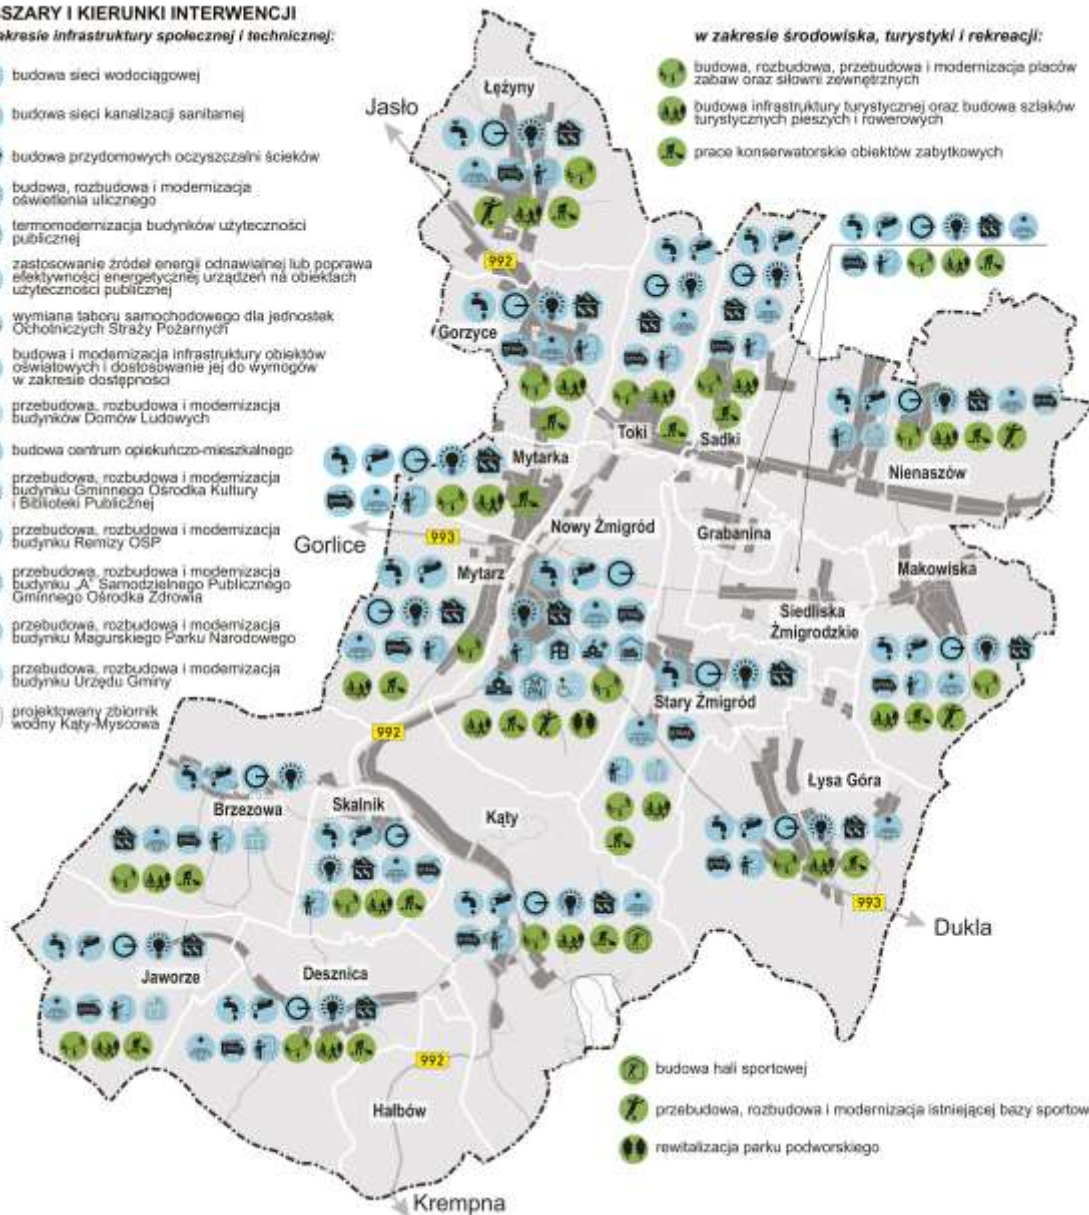 SZARY I KIERUNKI INTERWENCJI
zakresie infrastruktury społecznej i technicznej:
budowa sieci wodociągowej
budowa sieci kanalizacji sanitarnej
budowa przydomowych oczyszczalni ścieków
budowa, rozbudowa i modernizacja
oświetlenia ulicznego
termomodernizacja budynków użyteczności
publicznej
zastosowanie źródeł energii odnawialnej lub poprawa
efektywności energetycznej urządzeń na obiektach
użyteczności publicznej
wymiana taboru samochodowego dla jednostek
Ochotniczych Straży Pożarnych
budowa i modernizacja infrastruktury obiektów
oświatowych i dostosowanie jej do wymogów
w zakresie dostępności
przebudowa, rozbudowa i modernizacja
budynków Domów Ludowych
budowa centrum opiekuńczo-mieszkalnego
przebudowa, rozbudowa i modernizacja
budynku Gminnego Ośrodka Kultury
i Biblioteki Publicznej
przebudowa, rozbudowa i modernizacja
budynku Remizy OSP
przebudowa, rozbudowa i modernizacja
budynku „A" Samodzielnego Publicznego
Gminnego Ośrodka Zdrowia
przebudowa, rozbudowa i modernizacja
budynku Magurskiego Parku Narodowego
przebudowa, rozbudowa i modernizacja
budynku Urzędu Gminy
projektowany zbiornik
wodny Kąty-Myscowa
w zakresie środowiska, turystyki i rekreacji:
budowa, rozbudowa, przebudowa i modernizacja placów
zabaw oraz siłowni zewnętrznych
budowa infrastruktury turystycznej oraz budowa szlaków
turystycznych pieszych i rowerowych
prace konserwatorskie obiektów zabytkowych
Łężyny
Jasło
992
Gorzyce
Toki
Sadki
Mytarka
Nienaszów
Nowy Żmigród
Grabanina
993
Gorlice
Mytarz
Makowiska
Siedliska
Żmigrodzkie
Stary Żmigród
992
Łysa Góra
Brzezowa
Skalnik
Kąty
993
Dukla
Jaworze
Desznica
992
Halbów
Krempna
budowa hali sportowej
przebudowa, rozbudowa i modernizacja istniejącej bazy sportow
rewitalizacja parku podworskiego